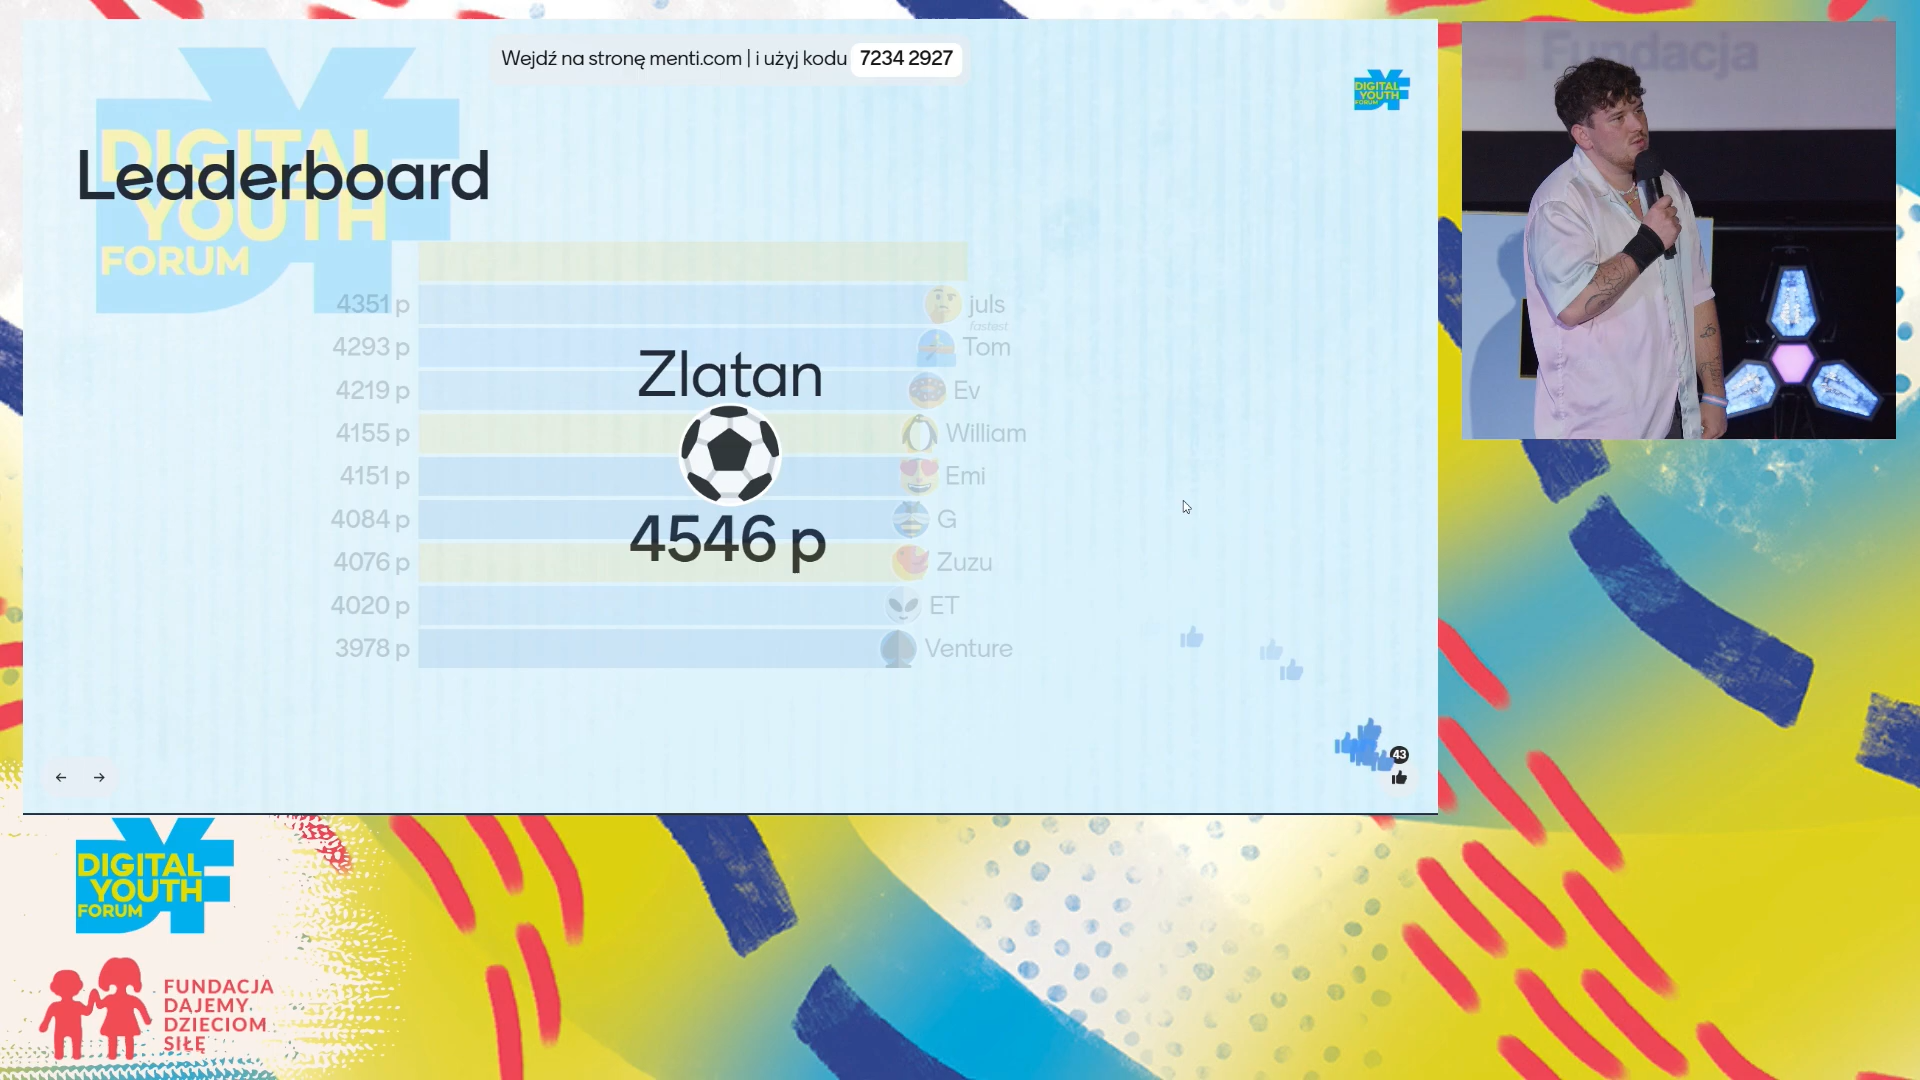 Wejdź na stronę menti.com | i użyj kodu 7234 2927
DIGITAL
YOUTH
FORUM
Leaderboard
DIGITAL
YOUTH
FORUM
4351 p juls
fastest
4293 p Tom
4219 p Ev
4155 p William
4151 p Emi
4084 p G
4076 p Zuzu
4020 p ET
3978 p Venture
Zlatan
4546 p
43
Fundacja
DIGITAL
YOUTH
FORUM
FUNDACJA
DAJEMY
DZIECIOM
SIŁĘ